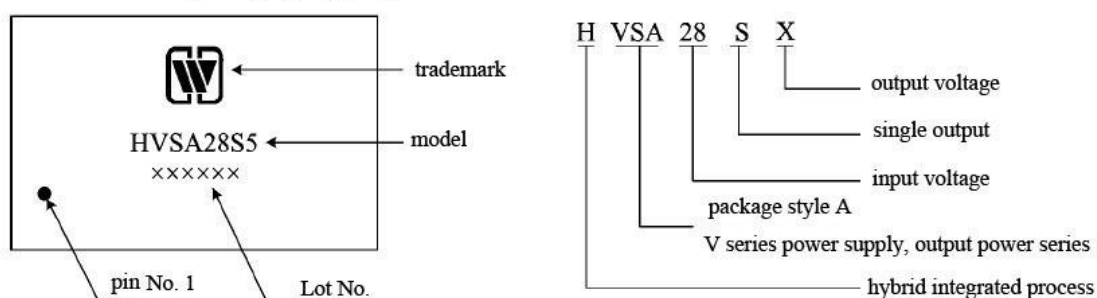 trademark
HVSA28S5
model
××××××
pin No. 1
Lot No.
H VSA 28 S X
output voltage
single output
input voltage
package style A
V series power supply, output power series
hybrid integrated process